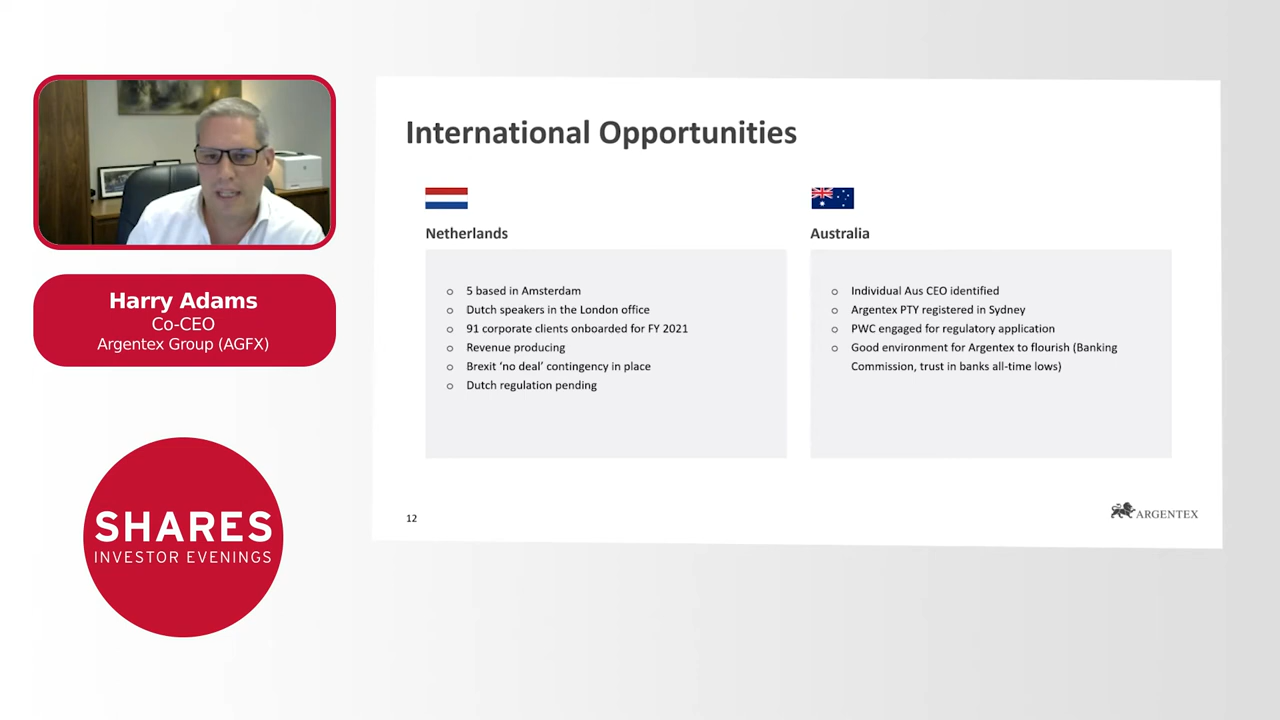 International Opportunities
Netherlands
5 based in Amsterdam
Dutch speakers in the London office
91 corporate clients onboarded for FY 2021
Revenue producing
Brexit ‘no deal’ contingency in place
Dutch regulation pending
Australia
Individual Aus CEO identified
Argentex PTY registered in Sydney
PWC engaged for regulatory application
Good environment for Argentex to flourish (Banking
Commission, trust in banks all-time lows)
12
ARGENTEX
Harry Adams
Co-CEO
Argentex Group (AGFX)
SHARES
INVESTOR EVENINGS